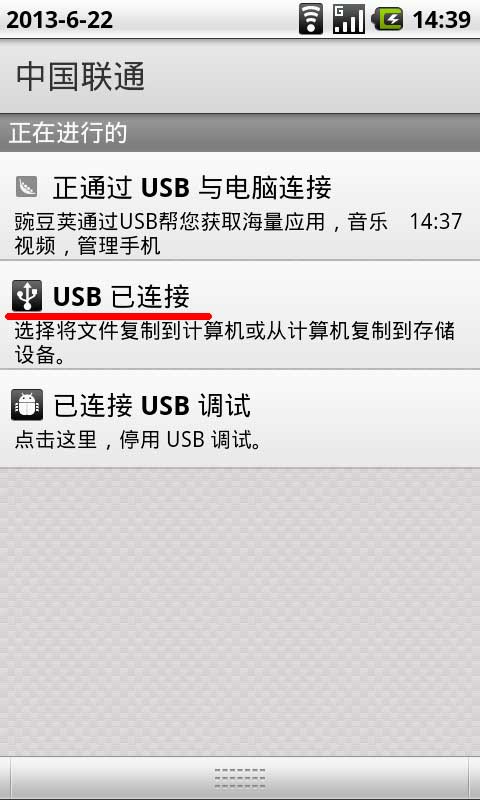 2013-6-22 G 14:39
中国联通
正在进行的
正通过 USB 与电脑连接
豌豆荚通过USB帮您获取海量应用，音乐 14:37
视频，管理手机
USB 已连接
选择将文件复制到计算机或从计算机复制到存储
设备。
已连接 USB 调试
点击这里，停用 USB 调试。